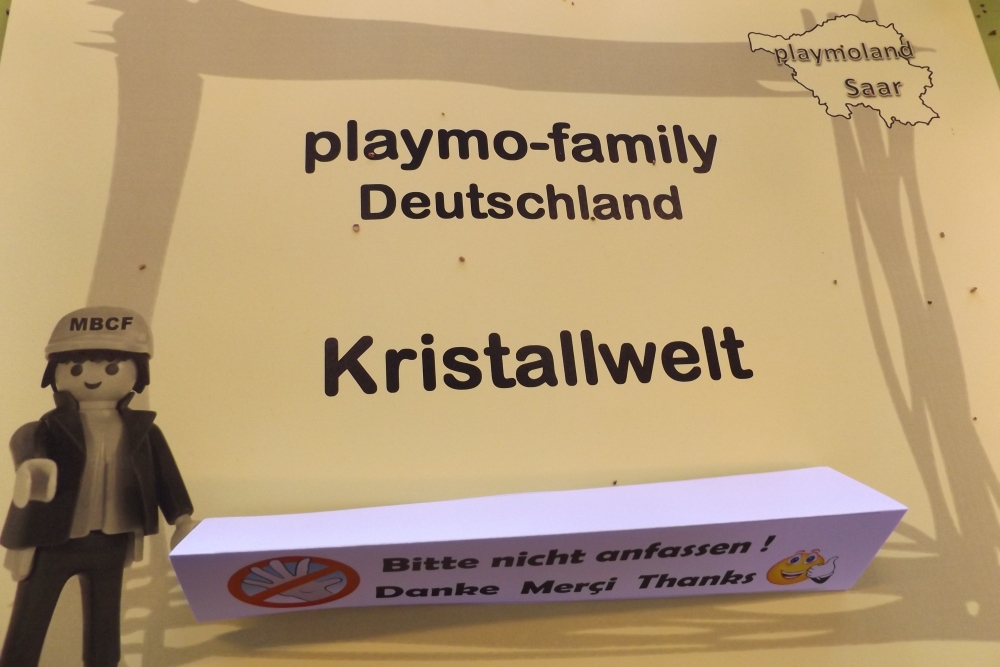 playmoland
Saar
playmo-family
Deutschland
Kristallwelt
MBCF
Bitte nicht anfassen !
Danke Merçi Thanks